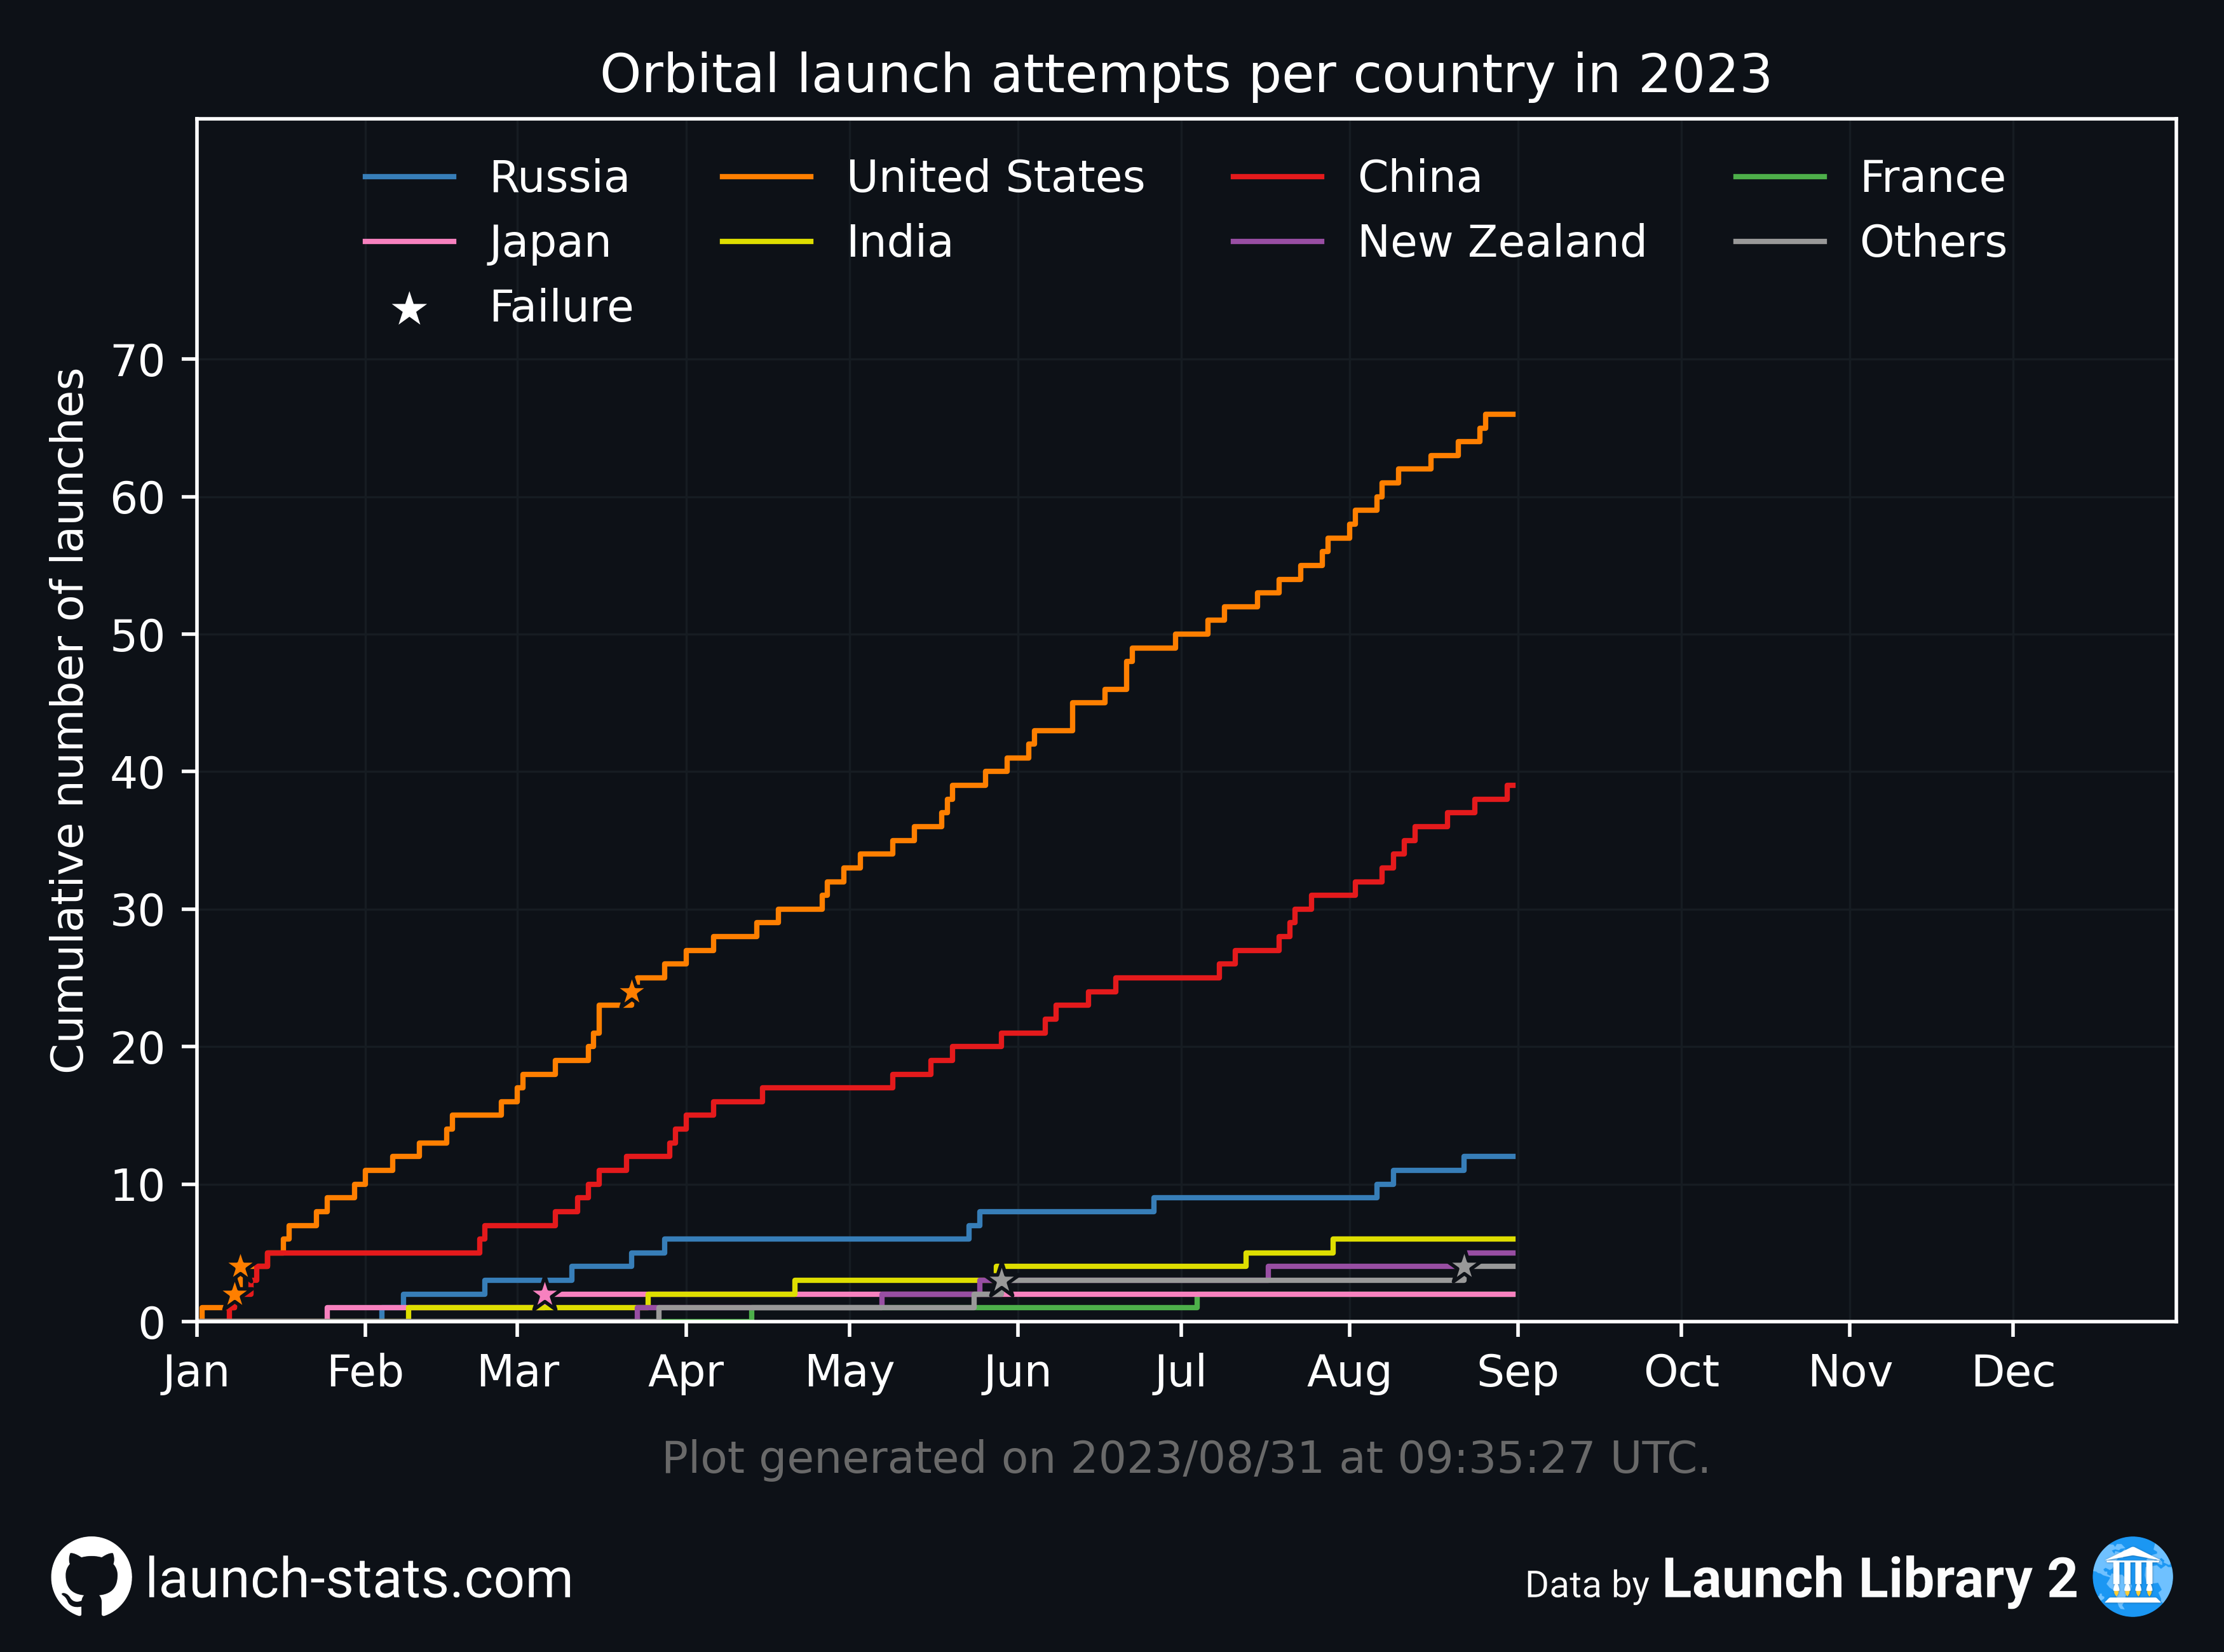 Orbital launch attempts per country in 2023
Russia United States China France
Japan India New Zealand Others
Failure
Cumulative number of launches
70
60
50
40
30
20
10
0
Jan Feb Mar Apr May Jun Jul Aug Sep Oct Nov Dec
Plot generated on 2023/08/31 at 09:35:27 UTC.
launch-stats.com Data by Launch Library 2